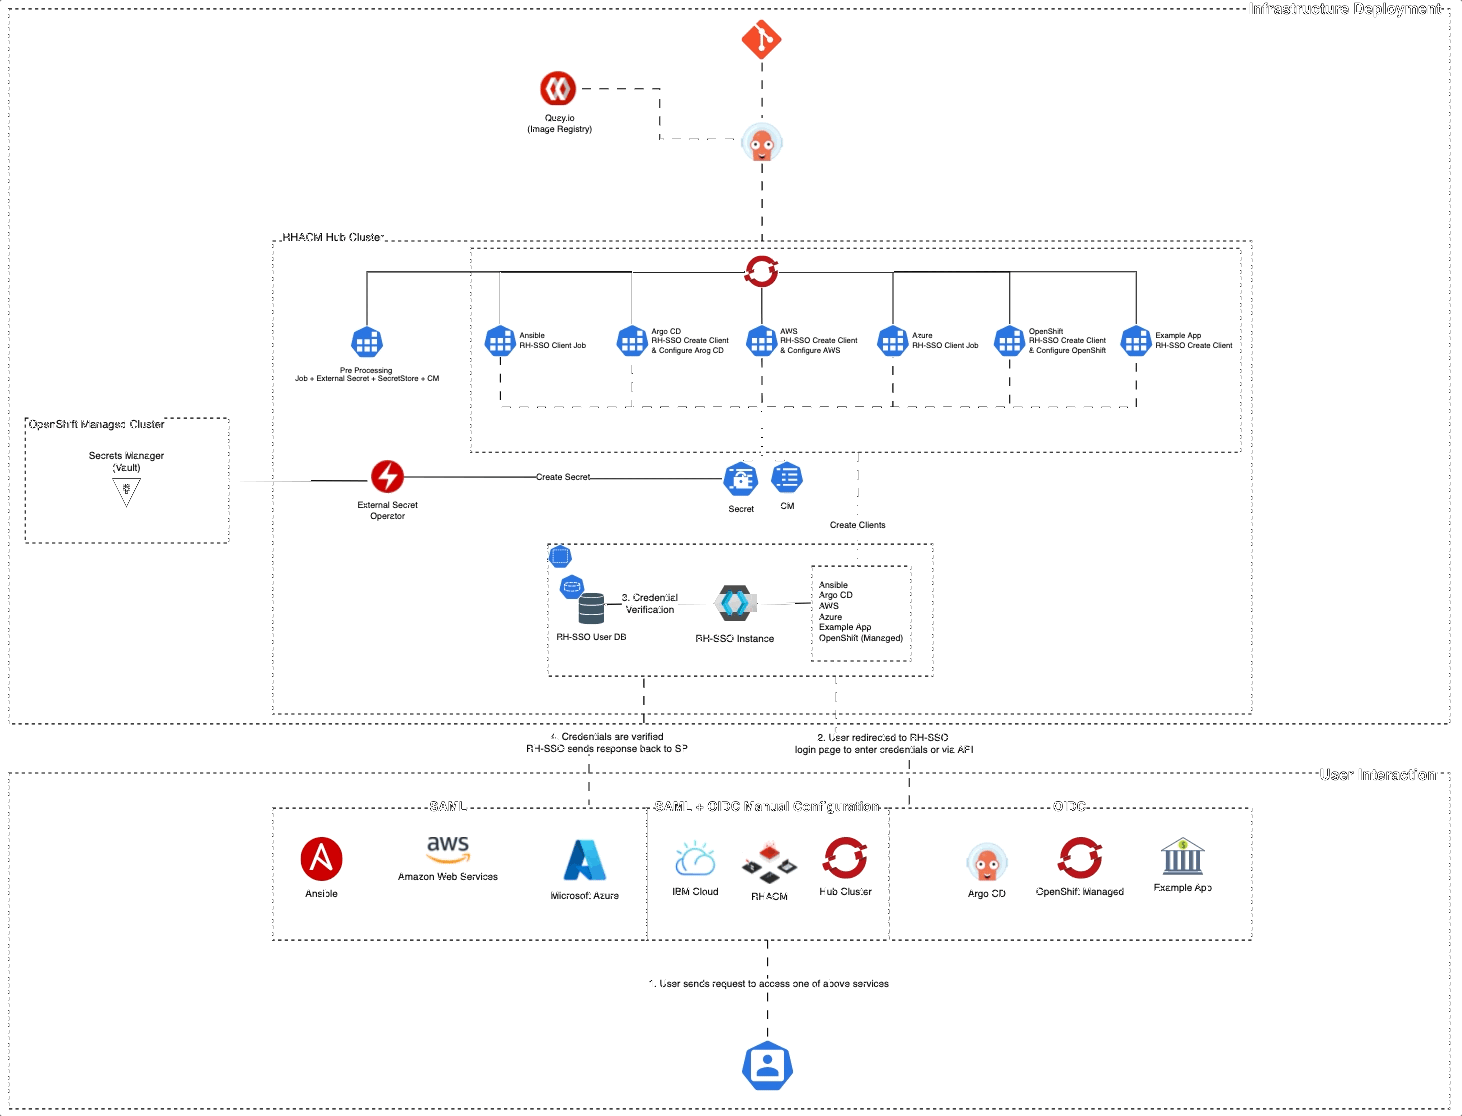 Infrastructure Deployment
Quay.io
(Image Registry)
RHACM Hub Cluster
Ansible
RH-SSO Client Job
Argo CD
RH-SSO Create Client
& Configure Arog CD
AWS
RH-SSO Create Client
& Configure AWS
Azure
RH-SSO Client Job
OpenShift
RH-SSO Create Client
& Configure OpenShift
Example App
RH-SSO Create Client
Pre Processing
Job + External Secret + SecretStore + CM
OpenShift Managed Cluster
Secrets Manager
(Vault)
External Secret
Operator
Create Secret
Secret
CM
Create Clients
3. Credential
Verification
RH-SSO User DB
RH-SSO Instance
Ansible
Argo CD
AWS
Azure
Example App
OpenShift (Managed)
4. Credentials are verified
RH-SSO sends response back to SP
2. User redirected to RH-SSO
login page to enter credentials or via API
User Interaction
SAML
SAML + OIDC Manual Configuration
OIDC
Ansible
aws
Amazon Web Services
Microsoft Azure
IBM Cloud
RHACM
Hub Cluster
Argo CD
OpenShift Managed
$
Example App
1. User sends request to access one of above services